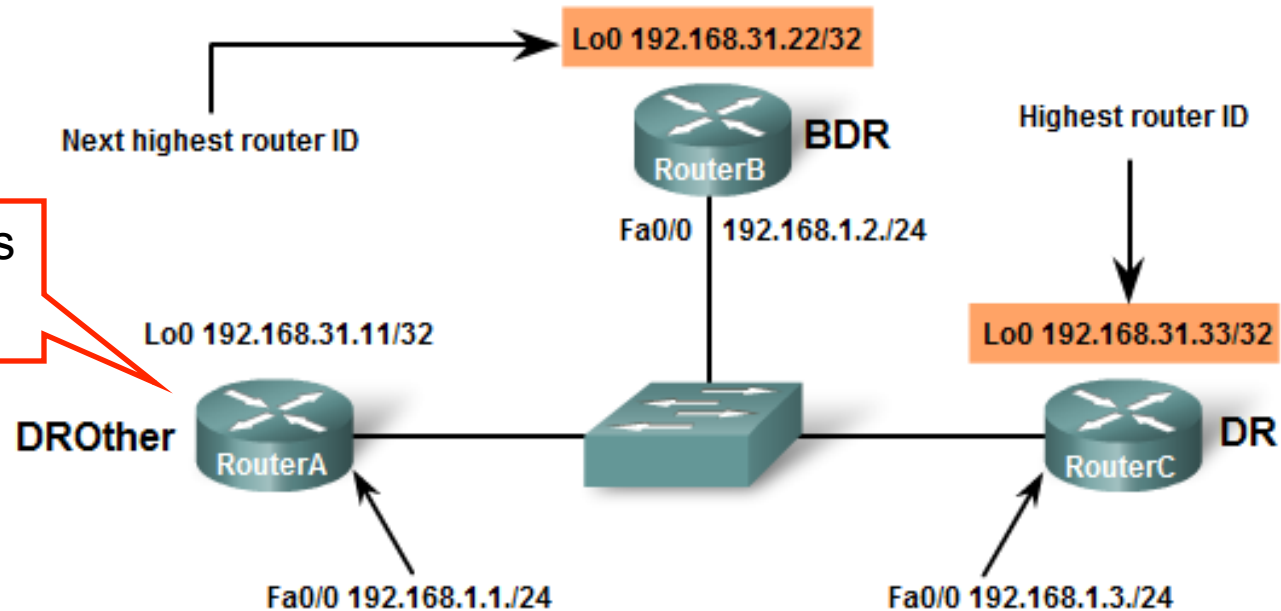 Lo0 192.168.31.22/32
Next highest router ID
Highest router ID
BDR
RouterB
Fa0/0 192.168.1.2./24
s
Lo0 192.168.31.11/32
Lo0 192.168.31.33/32
DROther
RouterA
RouterC
DR
Fa0/0 192.168.1.1./24
Fa0/0 192.168.1.3./24